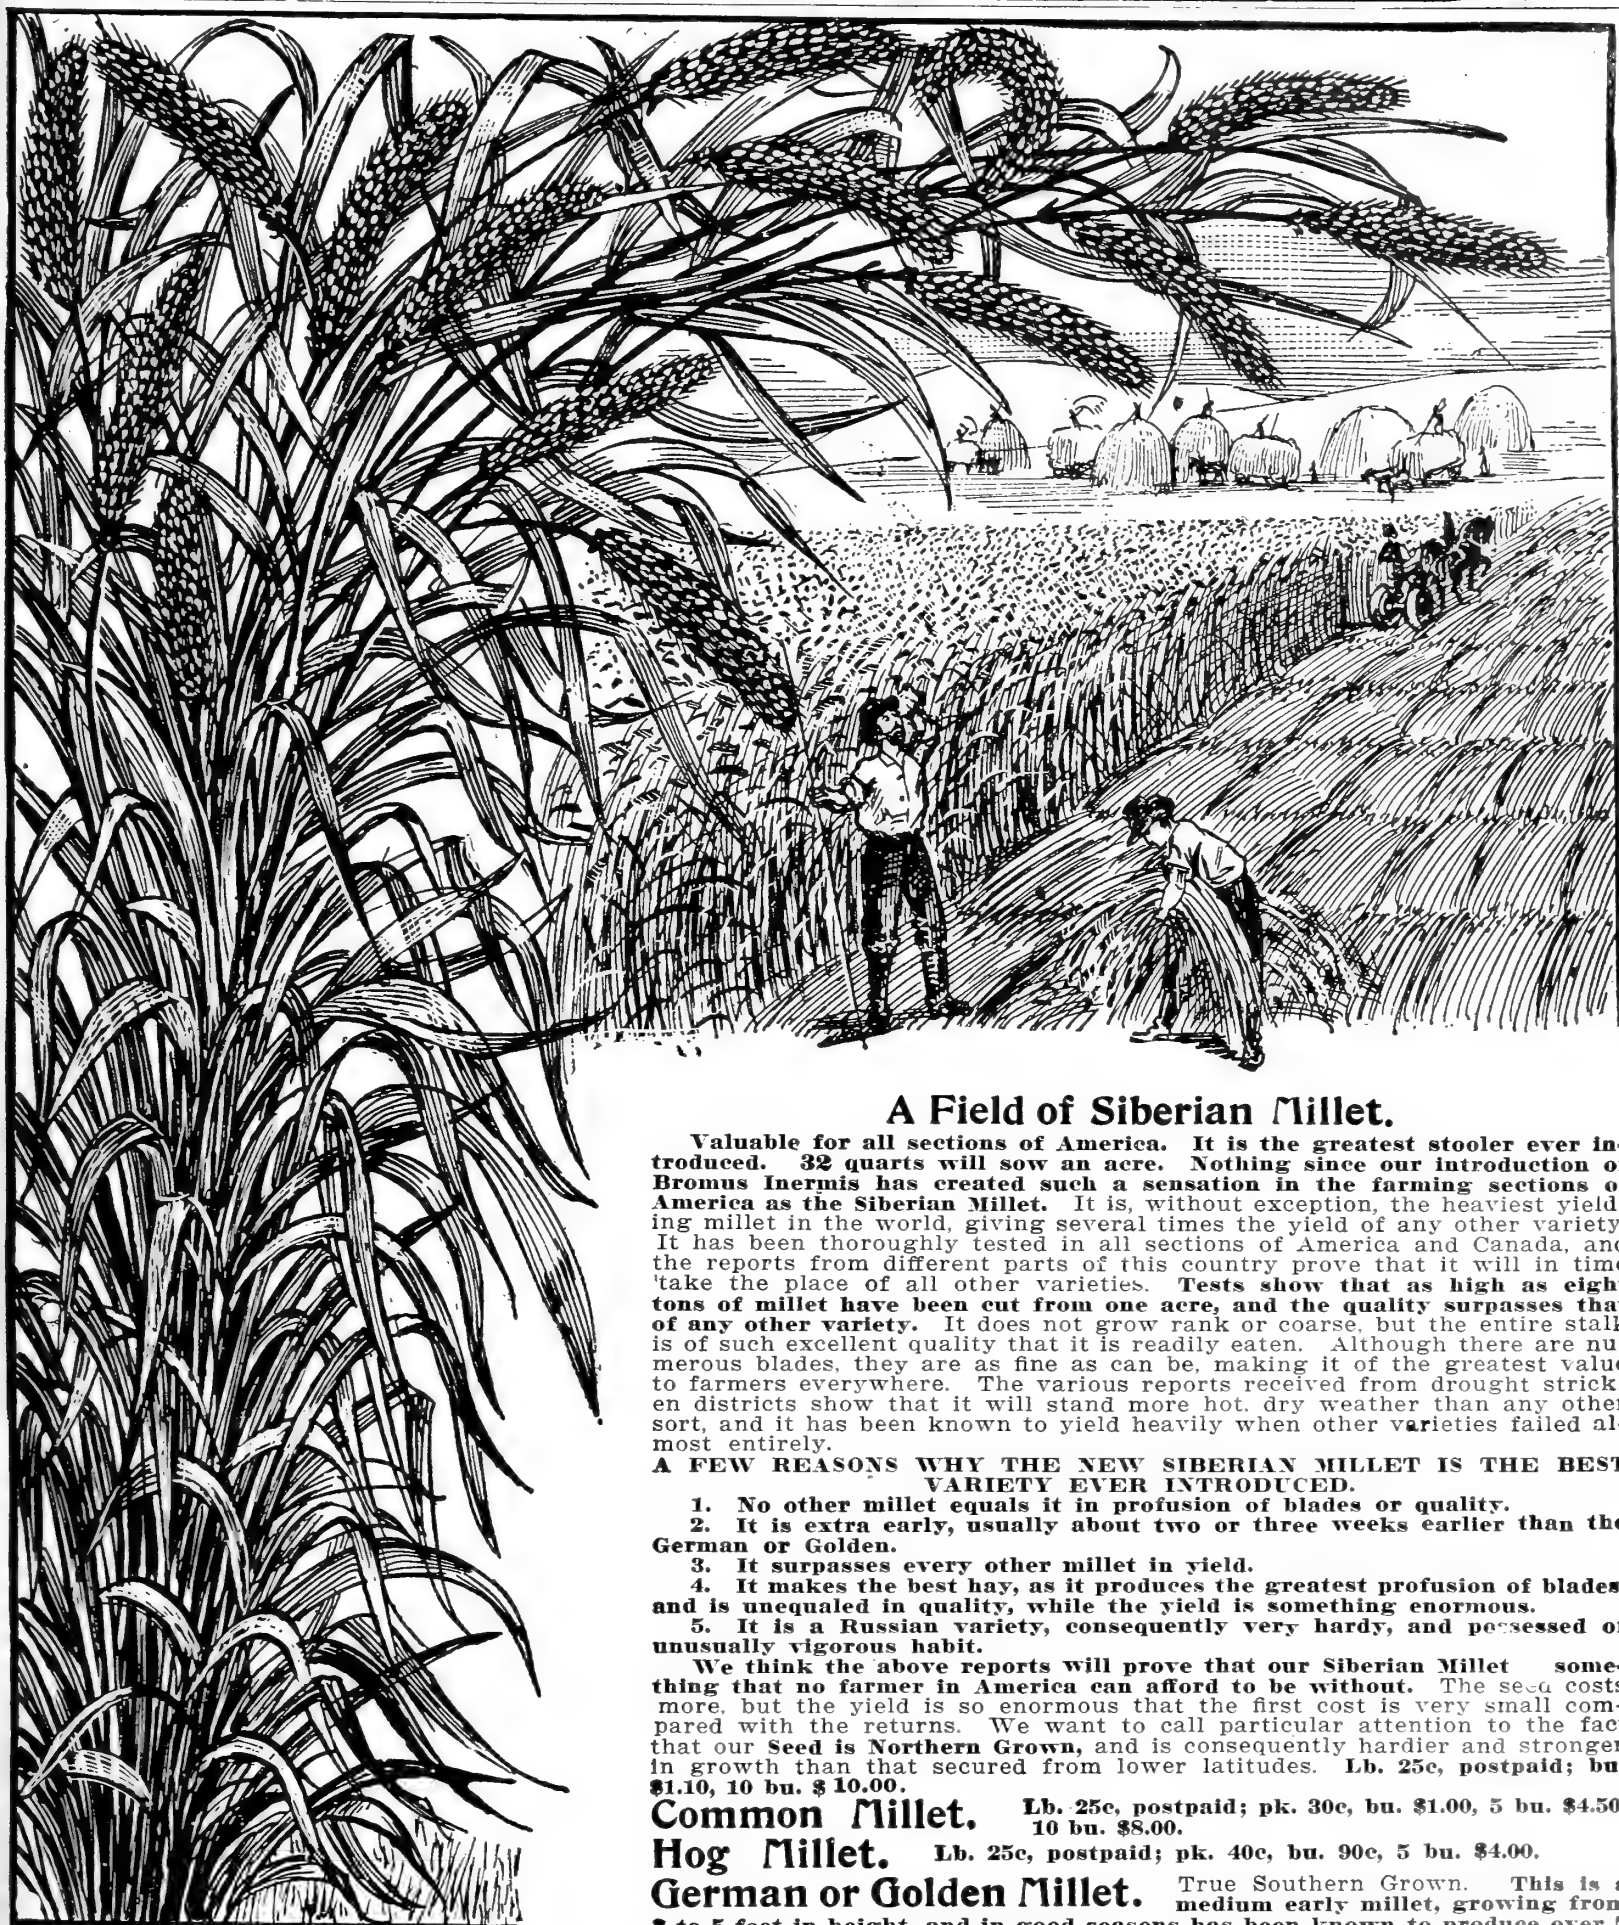 A Field of Siberian Millet.
Valuable for all sections of America. It is the greatest stooler ever in-
troduced. 32 quarts will sow an acre. Nothing since our introduction o
Bromus Inermis has created such a sensation in the farming sections o
America as the Siberian Millet. It is, without exception, the heaviest yield-
ing millet in the world, giving several times the yield of any other variety
It has been thoroughly tested in all sections of America and Canada, and
the reports from different parts of this country prove that it will in time
'take the place of all other varieties. Tests show that as high as eigh
tons of millet have been cut from one acre, and the quality surpasses tha
of any other variety. It does not grow rank or coarse, but the entire stalk
is of such excellent quality that it is readily eaten. Although there are nu-
merous blades, they are as fine as can be, making it of the greatest value
to farmers everywhere. The various reports received from drought strick-
en districts show that it will stand more hot, dry weather than any other
sort, and it has been known to yield heavily when other varieties failed al-
most entirely.
A FEW REASONS WHY THE NEW SIBERIAN MILLET IS THE BEST
VARIETY EVER INTRODUCED.
1. No other millet equals it in profusion of blades or quality.
2. It is extra early, usually about two or three weeks earlier than the
German or Golden.
3. It surpasses every other millet in yield.
4. It makes the best hay, as it produces the greatest profusion of blades
and is unequaled in quality, while the yield is something enormous.
5. It is a Russian variety, consequently very hardy, and possessed of
unusually vigorous habit.
We think the above reports will prove that our Siberian Millet some-
thing that no farmer in America can afford to be without. The seed costs
more, but the yield is so enormous that the first cost is very small com-
pared with the returns. We want to call particular attention to the fac
that our Seed is Northern Grown, and is consequently hardier and stronger
in growth than that secured from lower latitudes. Lb. 25c, postpaid; bu
$1.10, 10 bu. $10.00.
Common Millet. Lb. 25c, postpaid; pk. 30c, bu. $1.00, 5 bu. $4.50
10 bu. $8.00.
Hog Millet. Lb. 25c, postpaid; pk. 40c, bu. 90c, 5 bu. $4.00.
German or Golden Millet. True Southern Grown. This is a
medium early millet, growing from
to 5 feet in height, and in good seasons has been known to produce over